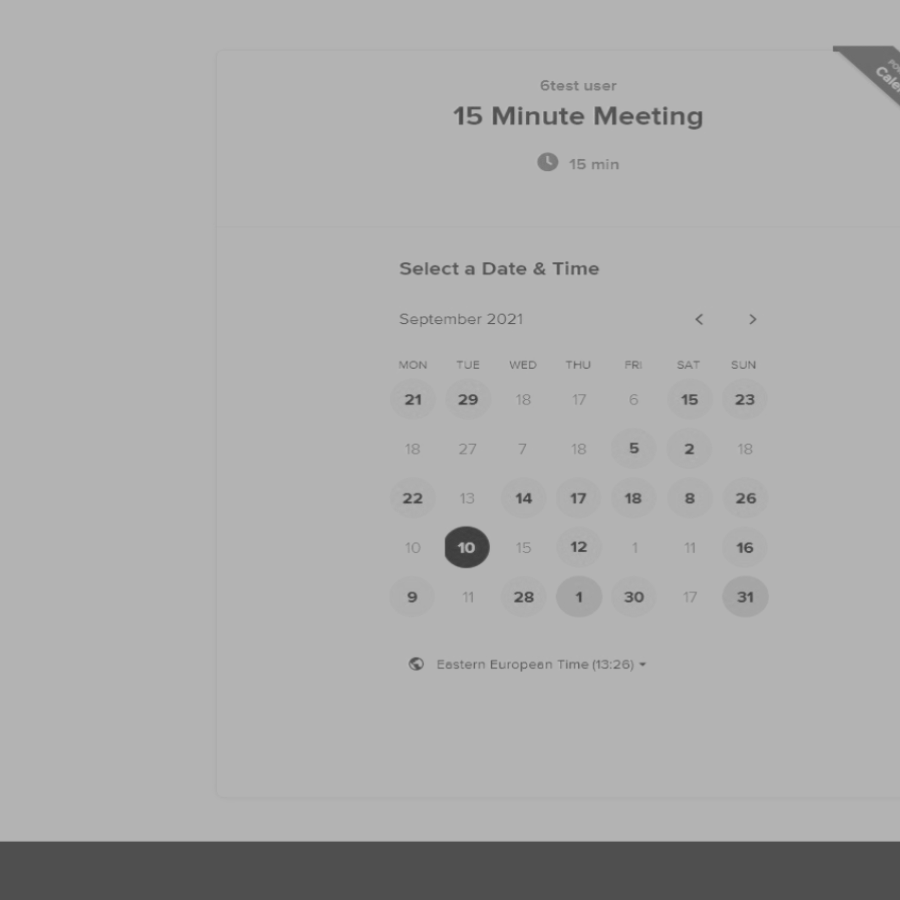 6test user
15 Minute Meeting
15 min
Select a Date & Time
September 2021
MON TUE WED THU FRI SAT SUN
21 29 18 17 6 15 23
18 27 7 18 5 2 18
22 13 14 17 18 8 26
10 10 15 12 1 11 16
9 11 28 1 30 17 31
Eastern European Time (13:26)